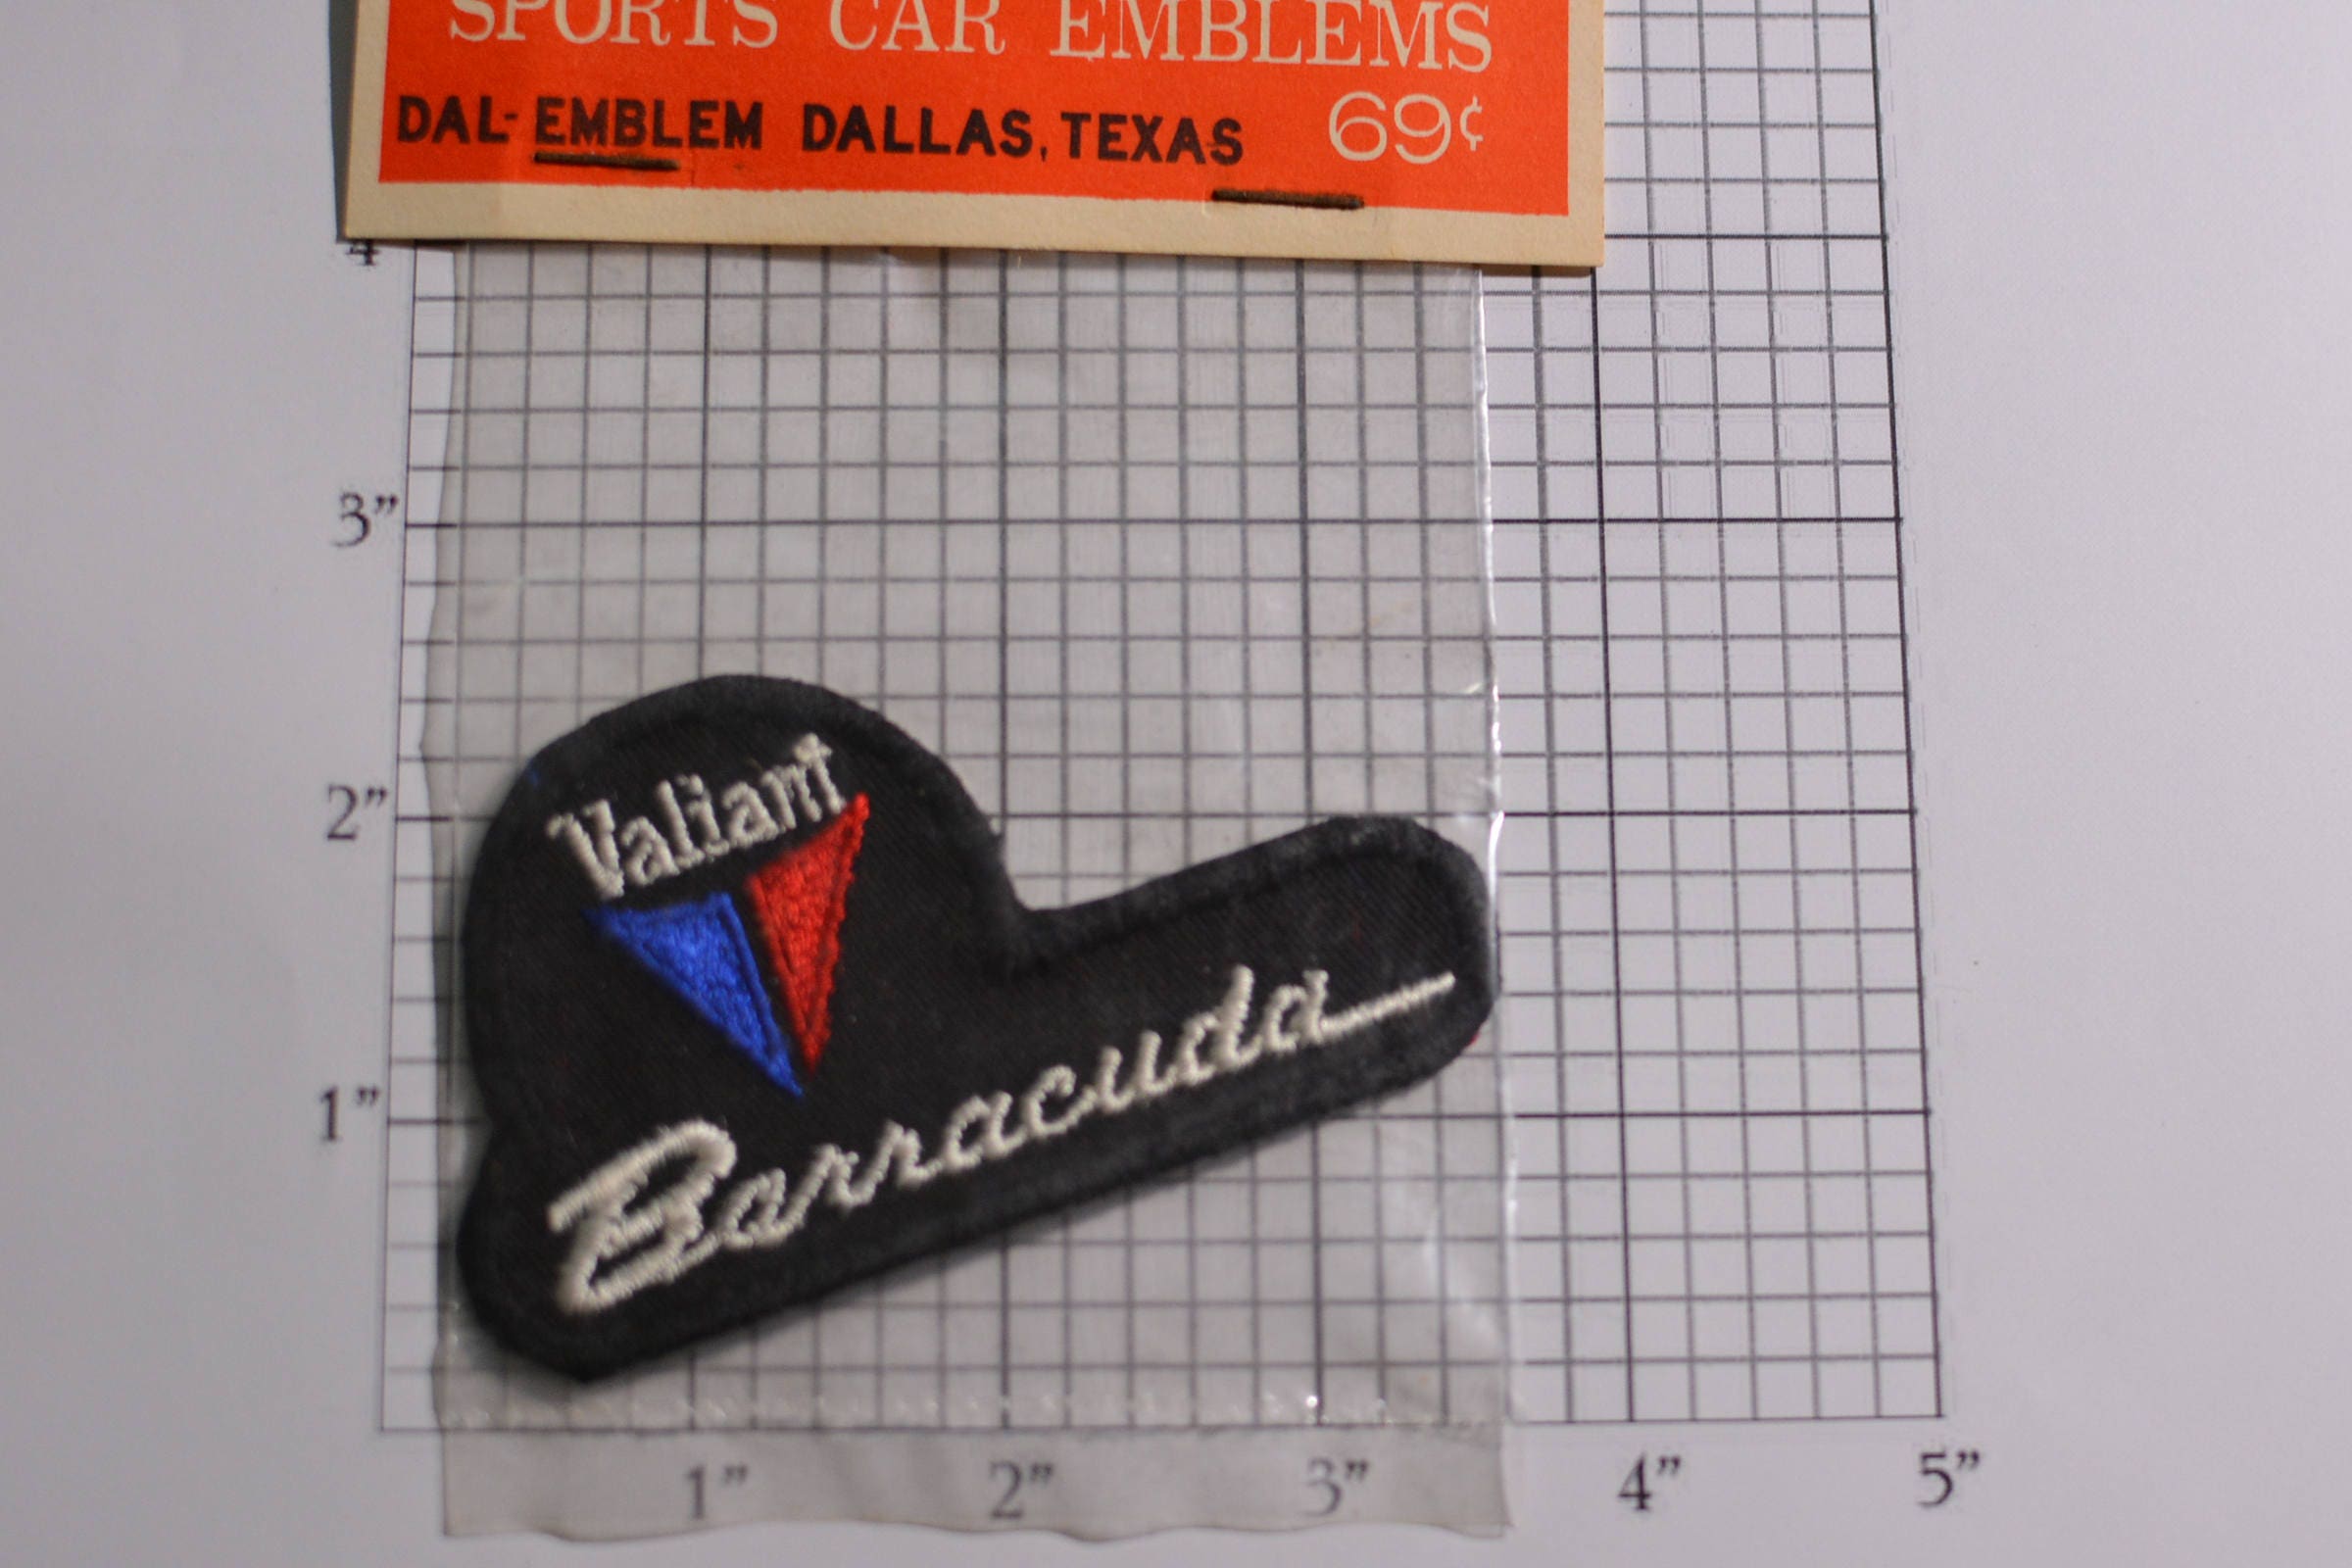 SPORTS CAR EMBLEMS
DAL-EMBLEM DALLAS, TEXAS 69¢
4
3”
2”
Valiant
1”
Barracuda
1” 2” 3” 4” 5”